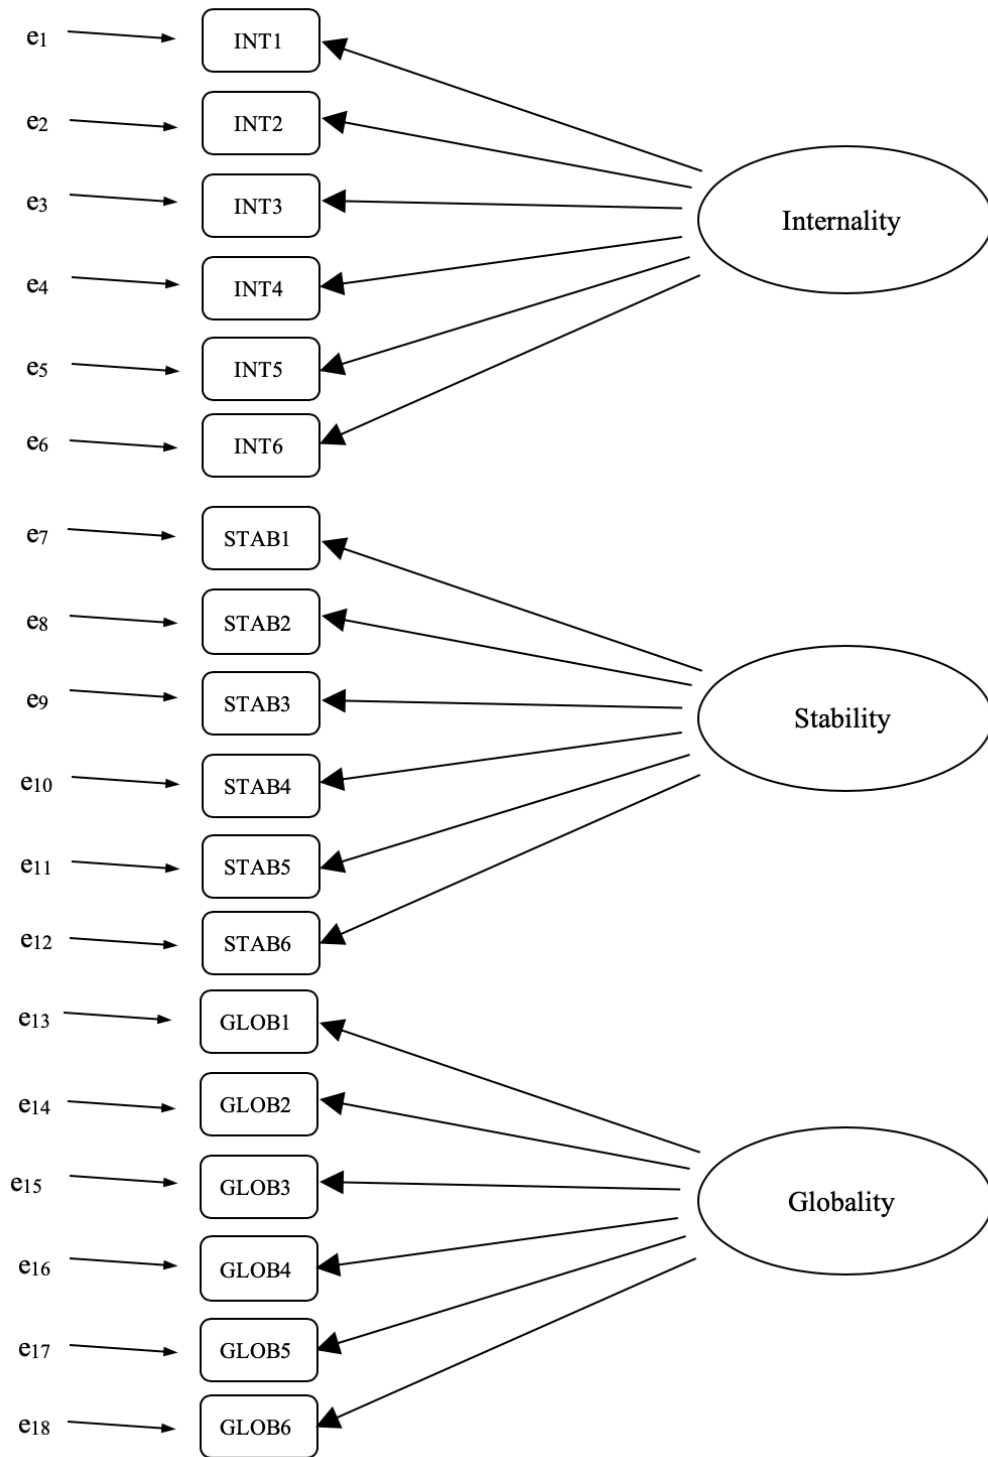 e1 INT1
e2 INT2
Internality
e3 INT3
e4 INT4
e5 INT5
e6 INT6
e7 STAB1
e8 STAB2
e9 STAB3
Stability
e10 STAB4
e11 STAB5
e12 STAB6
e13 GLOB1
e14 GLOB2
e15 GLOB3
Globality
e16 GLOB4
e17 GLOB5
e18 GLOB6